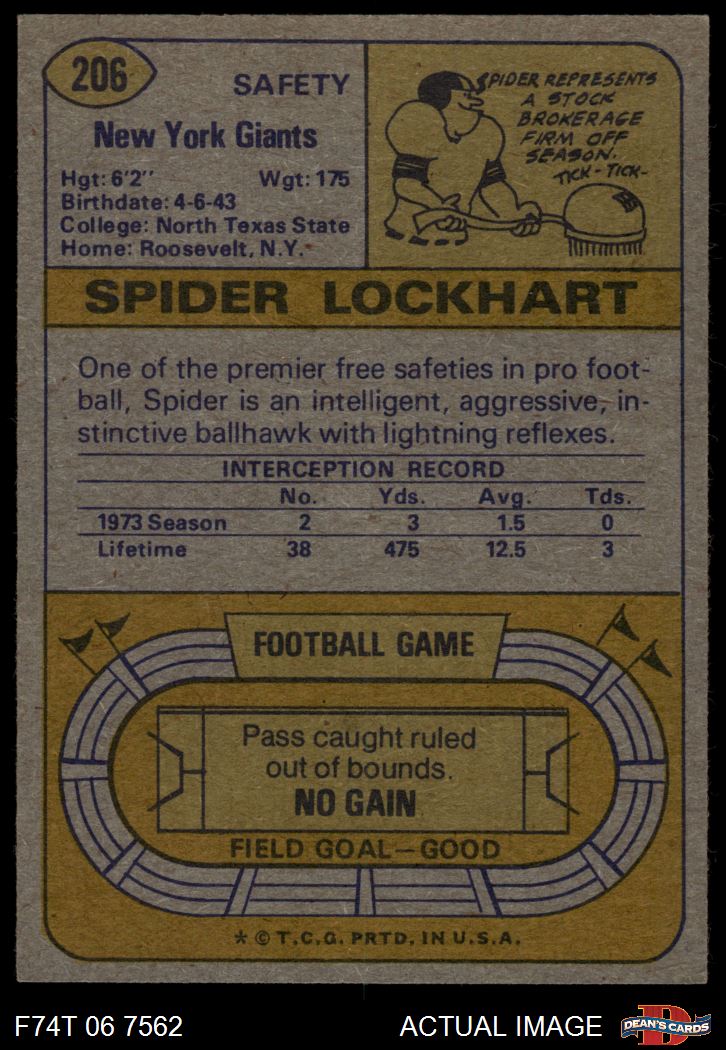 206
SAFETY
New York Giants
Hgt: 6'2" Wgt: 175
Birthdate: 4-6-43
College: North Texas State
Home: Roosevelt, N.Y.
SPIDER REPRESENTS
A STOCK
BROKERAGE
FIRM OFF
SEASON.
TICK - TICK-
SPIDER LOCKHART
One of the premier free safeties in pro foot-
ball, Spider is an intelligent, aggressive, in-
stinctive ballhawk with lightning reflexes.
INTERCEPTION RECORD
No. Yds. Avg. Tds.
1973 Season 2 3 1.5 0
Lifetime 38 475 12.5 3
FOOTBALL GAME
Pass caught ruled
out of bounds.
NO GAIN
FIELD GOAL—GOOD
* © T.C.G. PRTD. IN U.S.A.
F74T 06 7562 ACTUAL IMAGE
D
DEAN'S CARDS